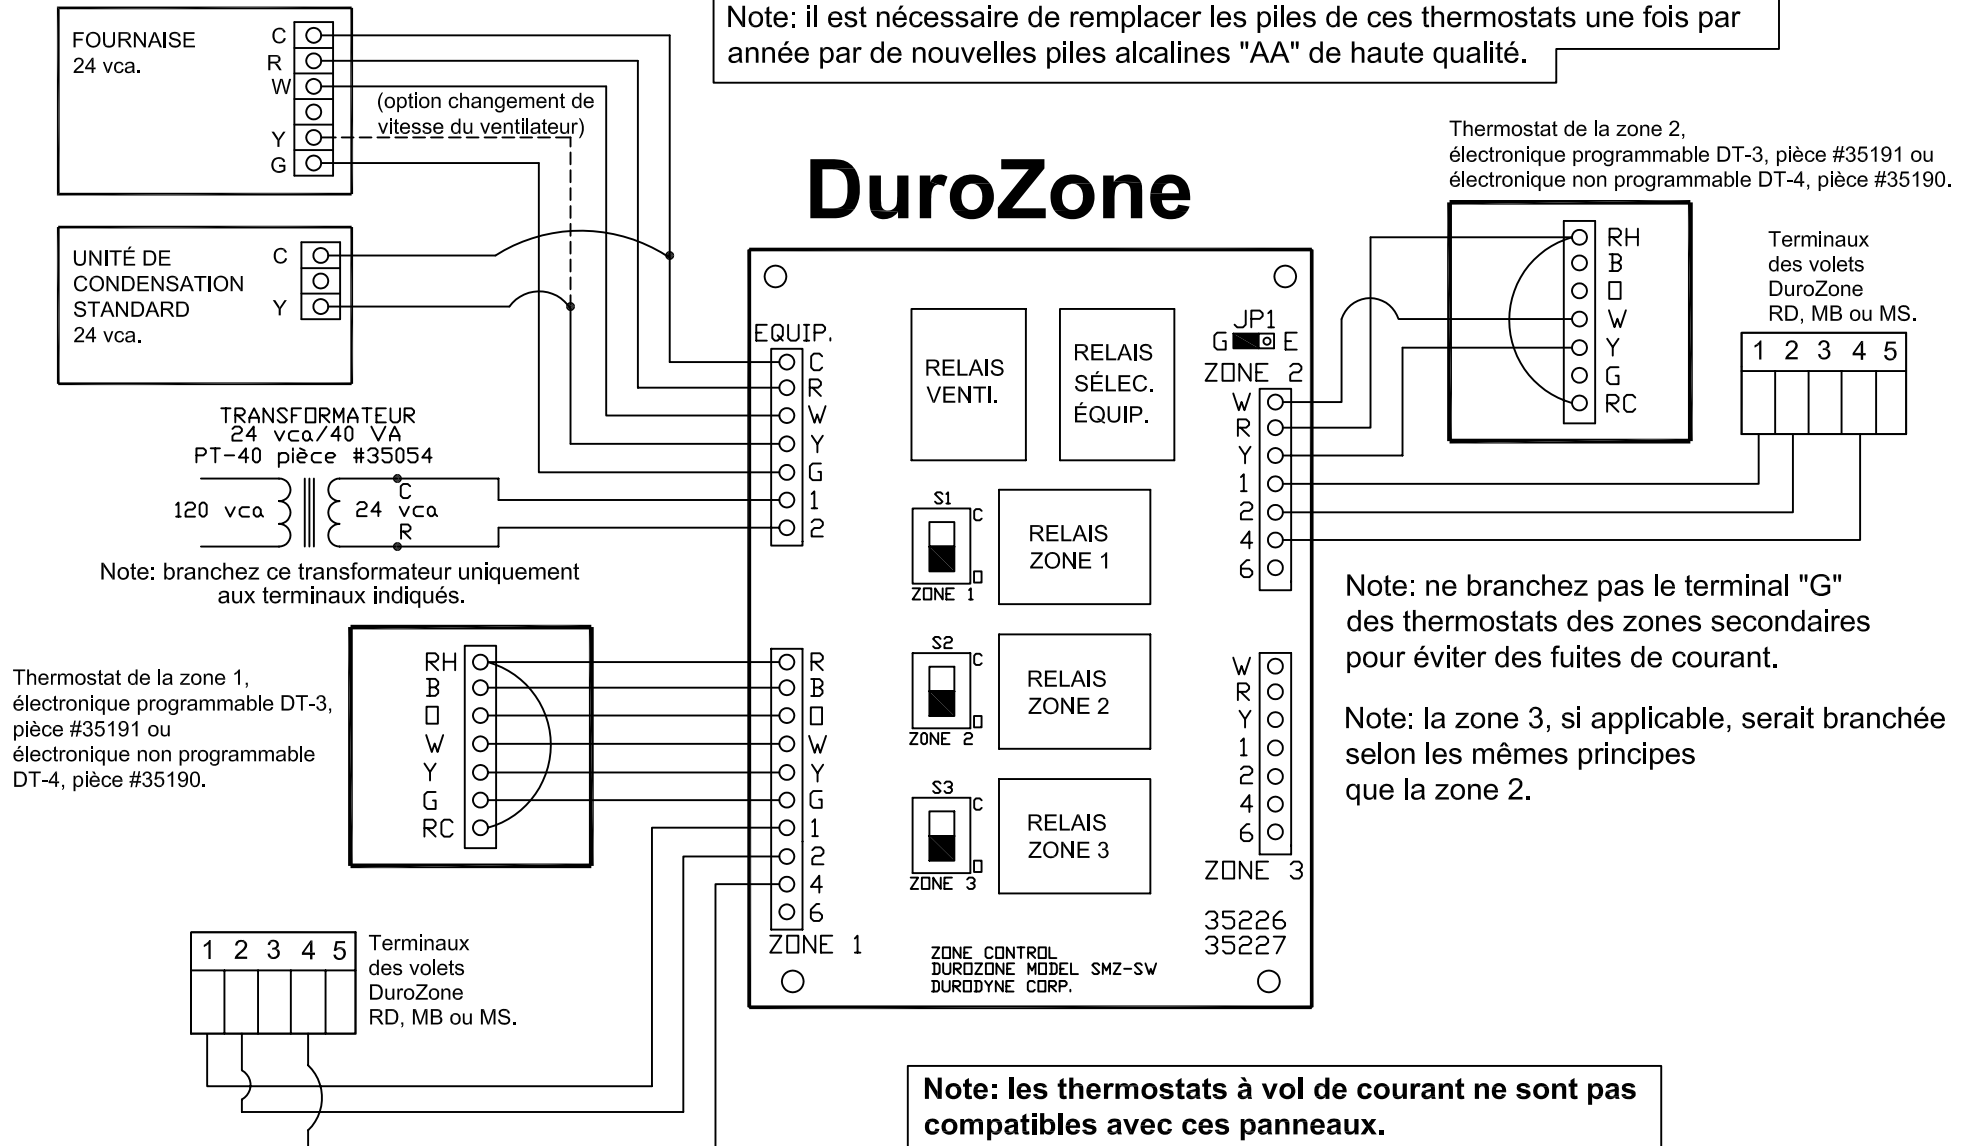 Note: il est nécessaire de remplacer les piles de ces thermostats une fois par
année par de nouvelles piles alcalines "AA" de haute qualité.
FOURNAISE
24 vca.
C
R
W
Y
G
(option changement de
vitesse du ventilateur)
UNITÉ DE
CONDENSATION
STANDARD
24 vca.
C
Y
TRANSFORMATEUR
24 vca/40 VA
PT-40 pièce #35054
120 vca
C
24 vca
R
Note: branchez ce transformateur uniquement
aux terminaux indiqués.
Thermostat de la zone 1,
électronique programmable DT-3,
pièce #35191 ou
électronique non programmable
DT-4, pièce #35190.
RH
B
O
W
Y
G
RC
1 2 3 4 5
Terminaux
des volets
DuroZone
RD, MB ou MS.
DuroZone
EQUIP.
C
R
W
Y
G
1
2
R
B
O
W
Y
G
1
2
4
6
ZONE 1
RELAIS
VENTI.
RELAIS
SÉLEC.
ÉQUIP.
JP1
G E
ZONE 2
W
R
Y
1
2
4
6
S1
C
O
ZONE 1
RELAIS
ZONE 1
S2
C
O
ZONE 2
RELAIS
ZONE 2
S3
C
O
ZONE 3
RELAIS
ZONE 3
W
R
Y
1
2
4
6
ZONE 3
35226
35227
ZONE CONTROL
DUROZONE MODEL SMZ-SW
DURODYNE CORP.
Thermostat de la zone 2,
électronique programmable DT-3, pièce #35191 ou
électronique non programmable DT-4, pièce #35190.
RH
B
O
W
Y
G
RC
Terminaux
des volets
DuroZone
RD, MB ou MS.
1 2 3 4 5
Note: ne branchez pas le terminal "G"
des thermostats des zones secondaires
pour éviter des fuites de courant.
Note: la zone 3, si applicable, serait branchée
selon les mêmes principes
que la zone 2.
Note: les thermostats à vol de courant ne sont pas
compatibles avec ces panneaux.